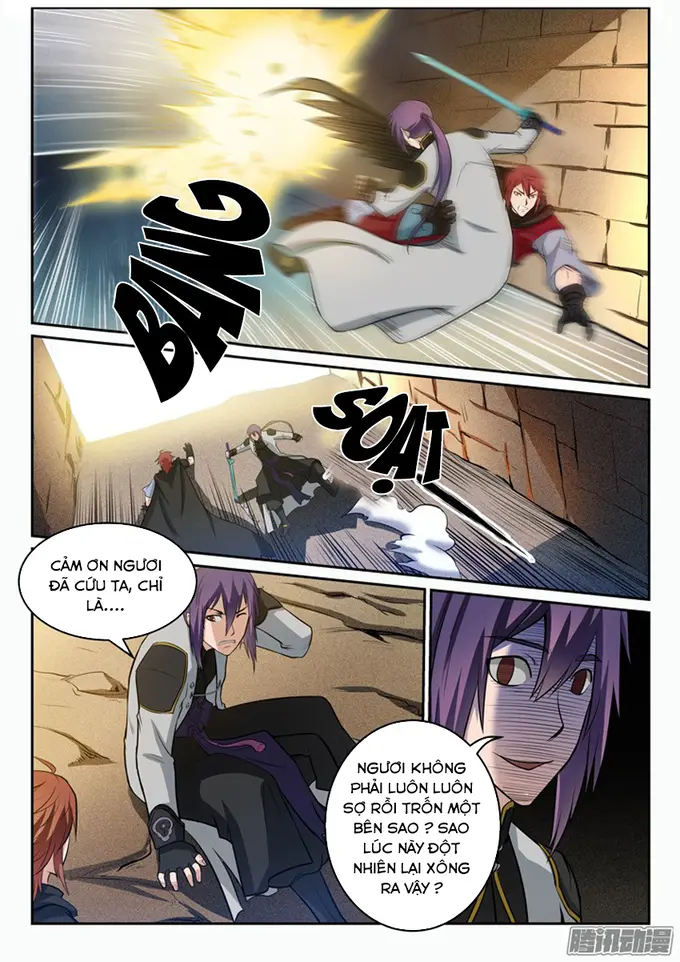 BANG
SOẠT
CẢM ƠN NGƯƠI
ĐÃ CỨU TA, CHỈ
LÀ....
NGƯƠI KHÔNG
PHẢI LUÔN LUÔN
SỢ RỒI TRỐN MỘT
BÊN SAO ? SAO
LÚC NÀY ĐỘT
NHIÊN LẠI XÔNG
RA VẬY ?
腾讯动漫